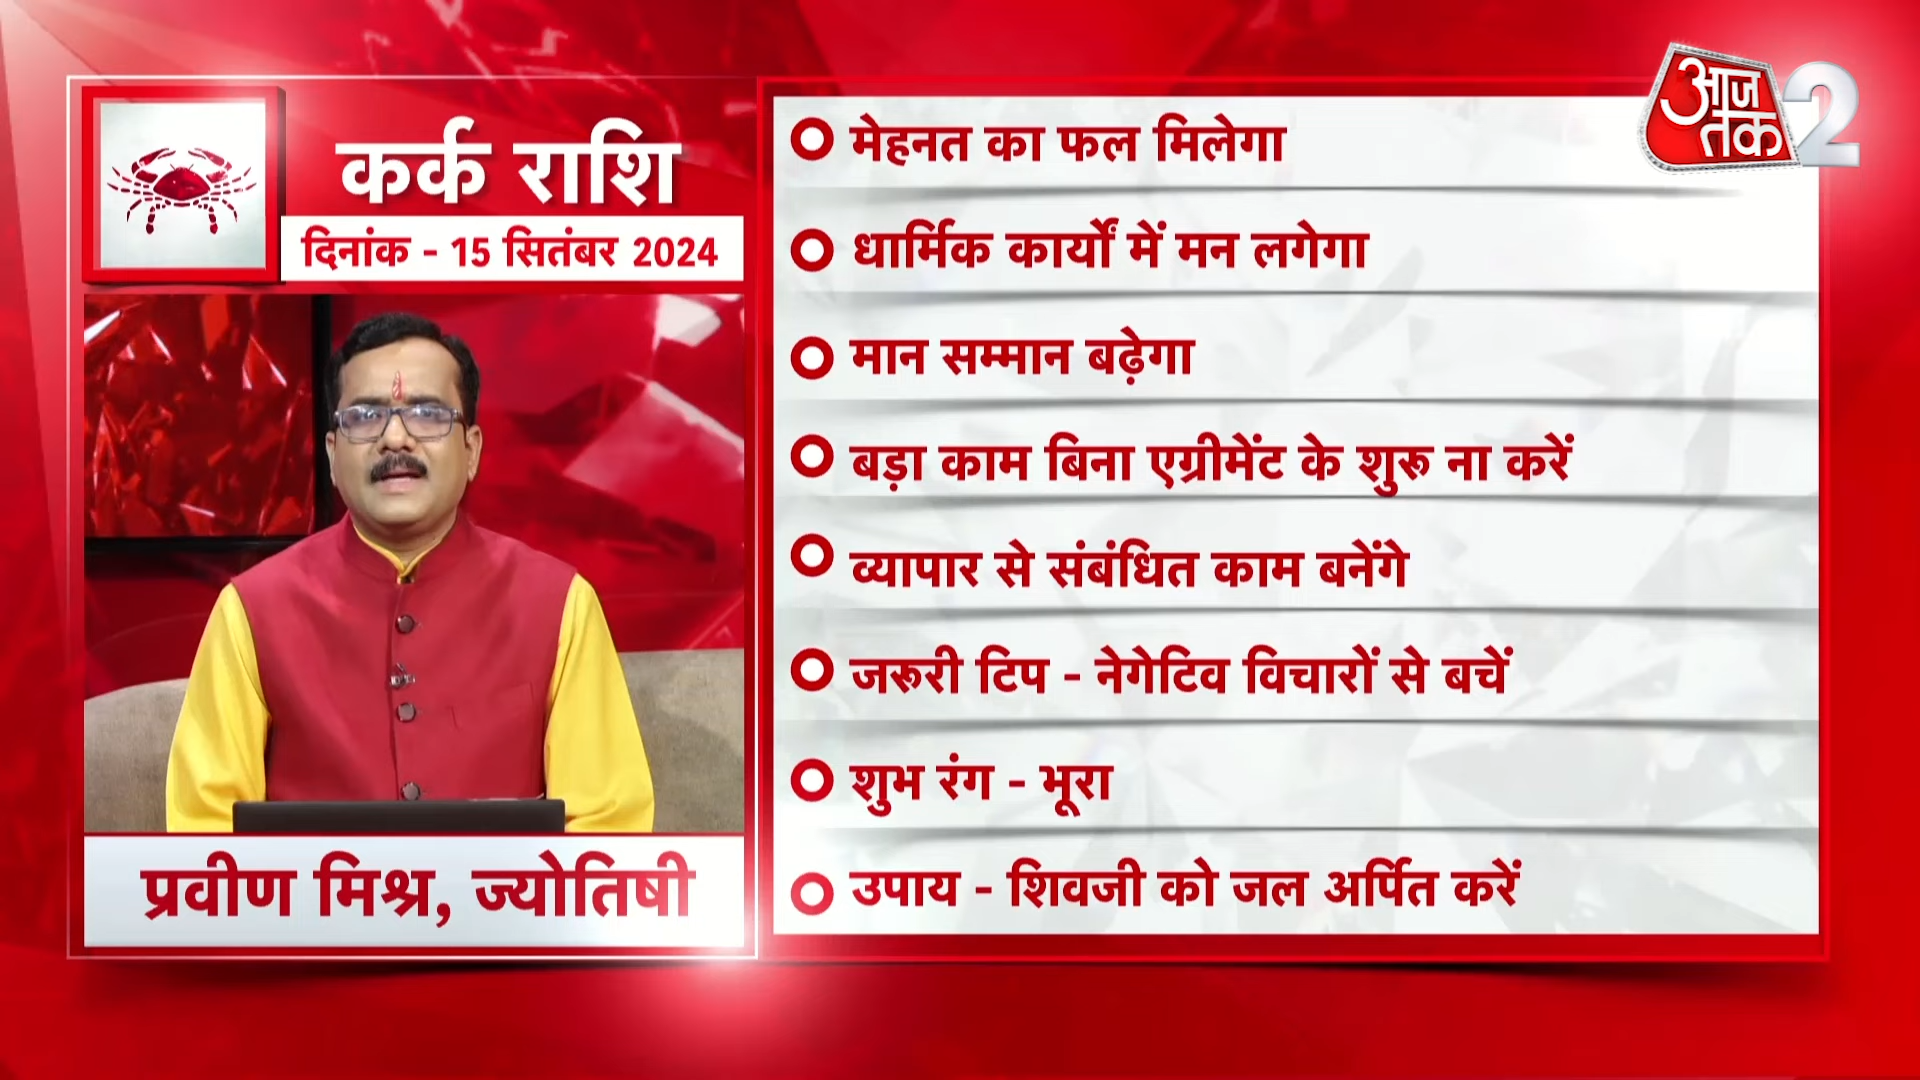 कर्क राशि
दिनांक - 15 सितंबर 2024
प्रवीण मिश्र, ज्योतिषी
मेहनत का फल मिलेगा
धार्मिक कार्यों में मन लगेगा
मान सम्मान बढ़ेगा
बड़ा काम बिना एग्रीमेंट के शुरू ना करें
व्यापार से संबंधित काम बनेंगे
जरूरी टिप - नेगेटिव विचारों से बचें
शुभ रंग - भूरा
उपाय - शिवजी को जल अर्पित करें
आज
तक 2